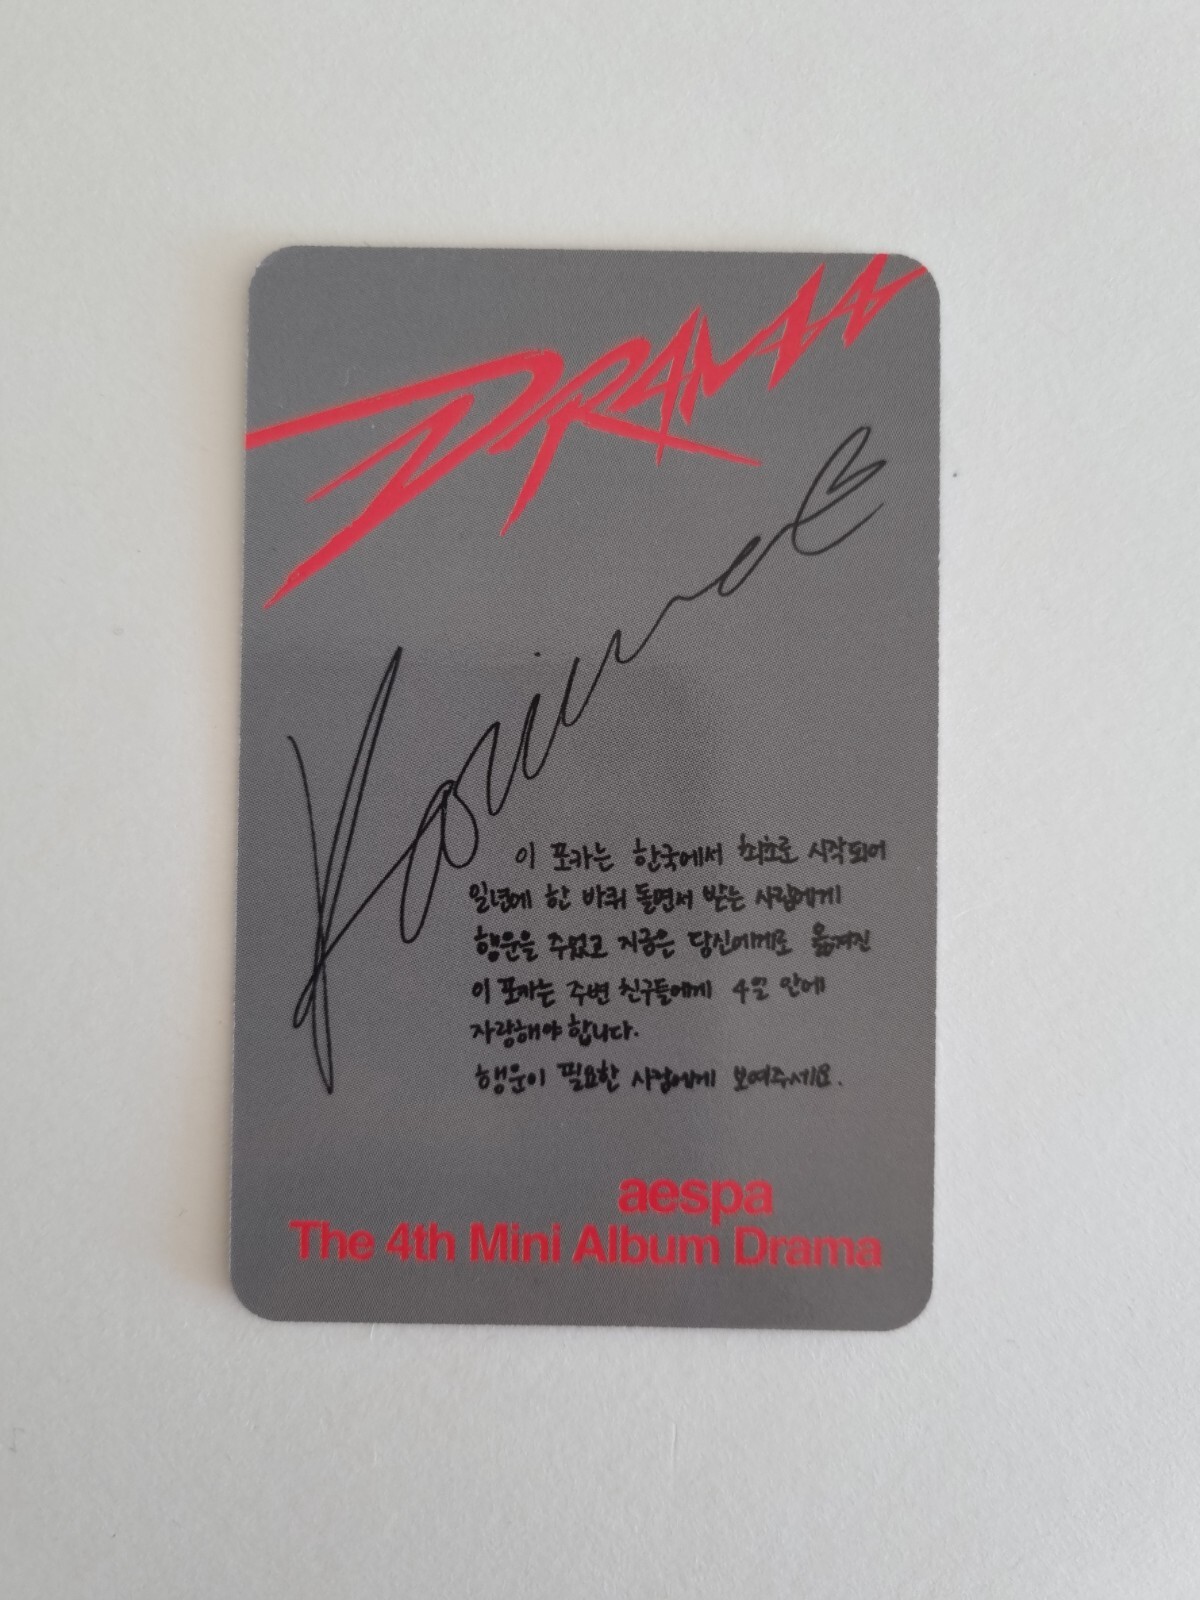 DRAMA
Karina
이 포카는 한국에서 최초로 시작되어
일년에 한 바퀴 돌면서 받는 사람에게
행운을 주었고 지금은 당신에게로 옮겨진
이 포카는 주변 친구들에게 4일 안에
자랑해야 합니다.
행운이 필요한 사람에게 보여주세요.
aespa
The 4th Mini Album Drama